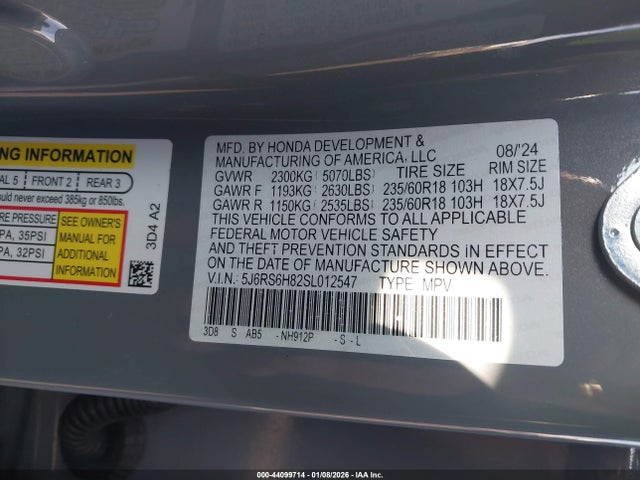 NG INFORMATION
AL 5 FRONT 2 REAR 3
ould never exceed 385kg or 850lbs.
RE PRESSURE
PA, 35PSI
PA, 32PSI
SEE OWNER'S
MANUAL FOR
ADDITIONAL
INFORMATION
3D4 A2
MFD. BY HONDA DEVELOPMENT & 08/'24
MANUFACTURING OF AMERICA, LLC
GVWR 2300KG ( 5070LBS) TIRE SIZE RIM SIZE
GAWR F 1193KG ( 2630LBS) 235/60R18 103H 18X7.5J
GAWR R 1150KG ( 2535LBS) 235/60R18 103H 18X7.5J
THIS VEHICLE CONFORMS TO ALL APPLICABLE
FEDERAL MOTOR VEHICLE SAFETY
AND THEFT PREVENTION STANDARDS IN EFFECT
ON THE DATE OF MANUFACTURE SHOWN ABOVE.
V.I.N.: 5J6RS6H82SL012547 TYPE MPV
3D8 S AB5 -NH912P -S-L
000-44099714 - 01/08/2026 - IAA Inc.